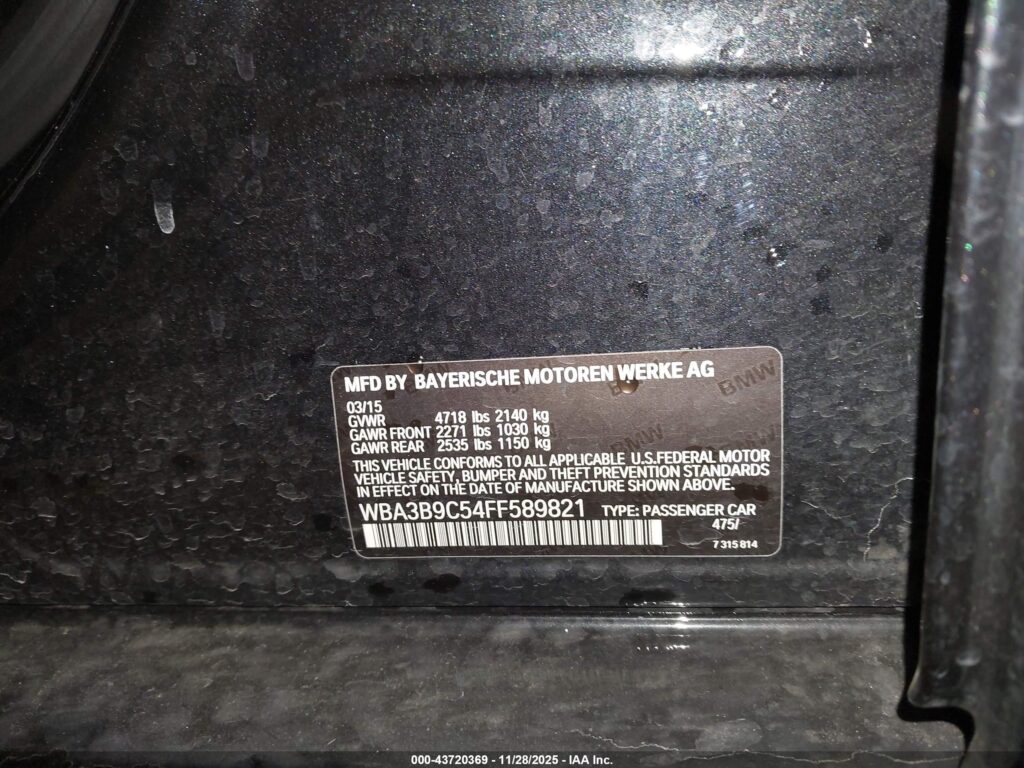 MFD BY BAYERISCHE MOTOREN WERKE AG
03/15
GVWR 4718 lbs 2140 kg
GAWR FRONT 2271 lbs 1030 kg
GAWR REAR 2535 lbs 1150 kg
THIS VEHICLE CONFORMS TO ALL APPLICABLE U.S.FEDERAL MOTOR
VEHICLE SAFETY, BUMPER AND THEFT PREVENTION STANDARDS
IN EFFECT ON THE DATE OF MANUFACTURE SHOWN ABOVE.
WBA3B9C54FF589821 TYPE: PASSENGER CAR
475/
7 315 814
BMW
BMW
BMW
000-43720369 - 11/28/2025 - IAA Inc.